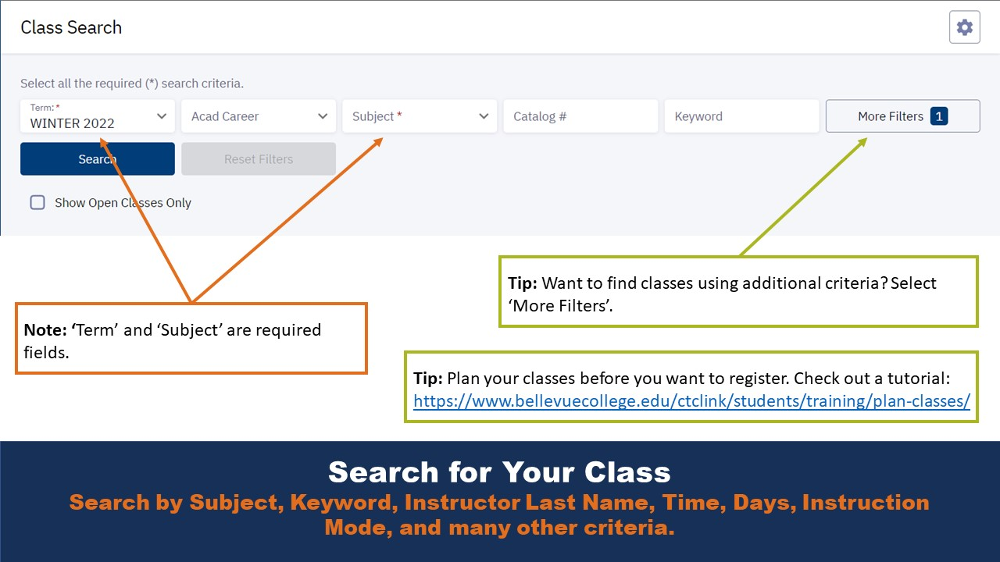 Class Search
Select all the required (*) search criteria.
Term: *
WINTER 2022
Acad Career
Subject *
Catalog #
Keyword
More Filters 1
Search
Reset Filters
Show Open Classes Only
Tip: Want to find classes using additional criteria? Select
‘More Filters’.
Note: ‘Term’ and ‘Subject’ are required
fields.
Tip: Plan your classes before you want to register. Check out a tutorial:
https://www.bellevuecollege.edu/ctclink/students/training/plan-classes/
Search for Your Class
Search by Subject, Keyword, Instructor Last Name, Time, Days, Instruction
Mode, and many other criteria.